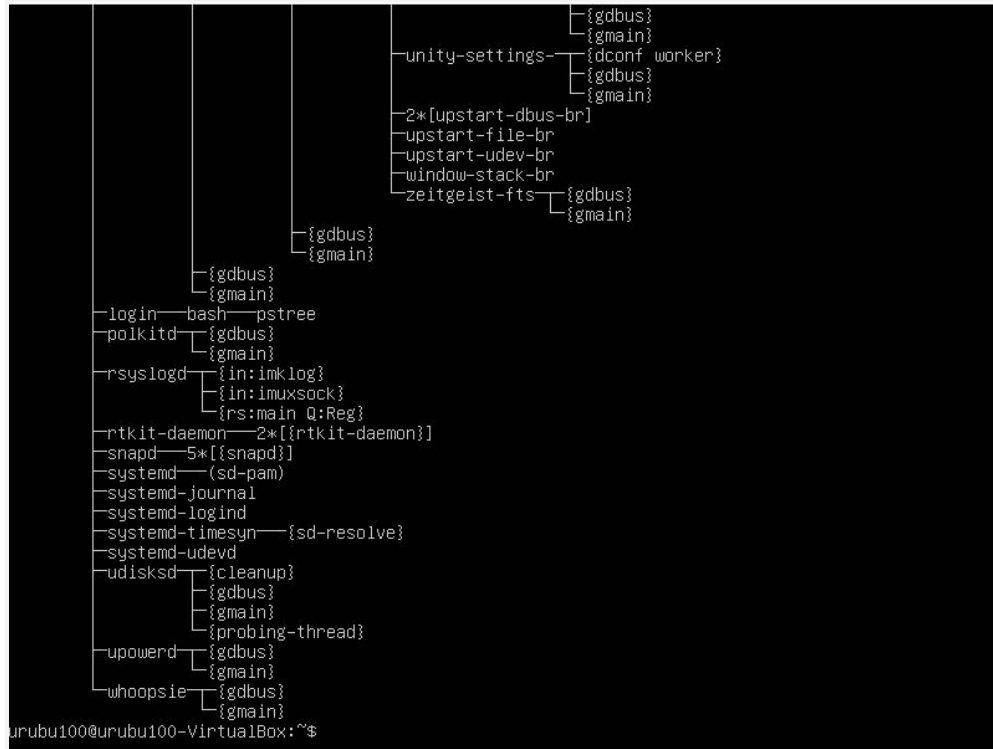 {gdbus}
{gmain}
unity-settings-──{dconf worker}
{gdbus}
{gmain}
2*[upstart-dbus-br]
upstart-file-br
upstart-udev-br
window-stack-br
zeitgeist-fts──{gdbus}
{gmain}
{gdbus}
{gmain}
{gdbus}
{gmain}
login───bash───pstree
polkitd──{gdbus}
{gmain}
rsyslogd──{in:imklog}
{in:imuxsock}
{rs:main Q:Reg}
rtkit-daemon───2*[{rtkit-daemon}]
snapd───5*[{snapd}]
systemd───(sd-pam)
systemd-journal
systemd-logind
systemd-timesyn───{sd-resolve}
systemd-udevd
udisksd──{cleanup}
{gdbus}
{gmain}
{probing-thread}
upowerd──{gdbus}
{gmain}
whoopsie──{gdbus}
{gmain}
urubu100@urubu100-VirtualBox:~$